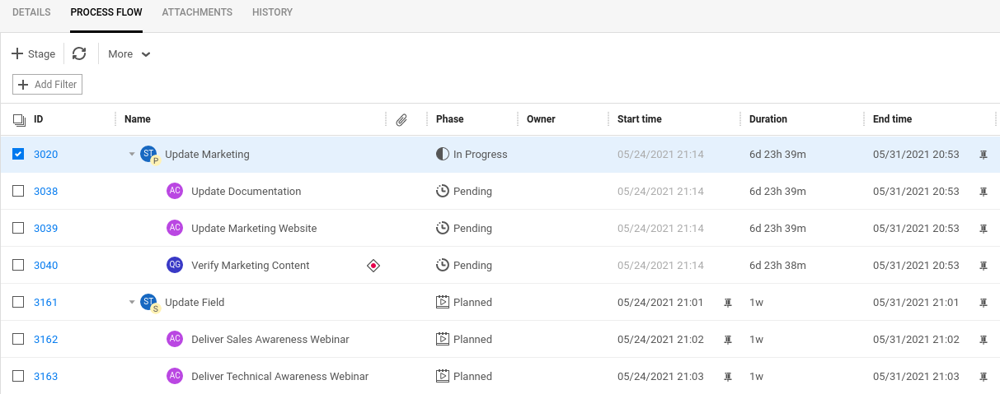 DETAILS PROCESS FLOW ATTACHMENTS HISTORY
Stage More
Add Filter
ID Name Phase Owner Start time Duration End time
3020 ST P Update Marketing In Progress 05/24/2021 21:14 6d 23h 39m 05/31/2021 20:53
3038 AC Update Documentation Pending 05/24/2021 21:14 6d 23h 39m 05/31/2021 20:53
3039 AC Update Marketing Website Pending 05/24/2021 21:14 6d 23h 39m 05/31/2021 20:53
3040 QG Verify Marketing Content Pending 05/24/2021 21:14 6d 23h 38m 05/31/2021 20:53
3161 ST S Update Field Planned 05/24/2021 21:01 1w 05/31/2021 21:01
3162 AC Deliver Sales Awareness Webinar Planned 05/24/2021 21:02 1w 05/31/2021 21:02
3163 AC Deliver Technical Awareness Webinar Planned 05/24/2021 21:03 1w 05/31/2021 21:03